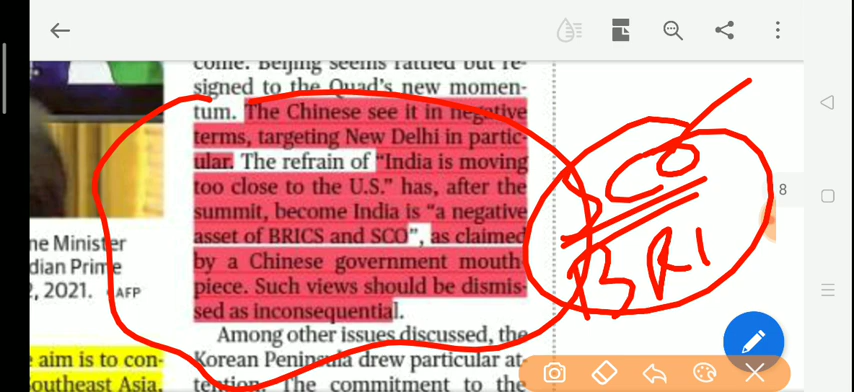 come. Beijing seems rattled but re-
signed to the Quad's new momen-
tum. The Chinese see it in negative
terms, targeting New Delhi in partic-
ular. The refrain of "India is moving
too close to the U.S." has, after the
summit, become India is "a negative
asset of BRICS and SCO", as claimed
by a Chinese government mouth-
piece. Such views should be dismis-
sed as inconsequential.
Among other issues discussed, the
Korean Peninsula drew particular at-
tention. The commitment to the
ne Minister
dian Prime
2, 2021. AFP
e aim is to con-
Southeast Asia,
BRI
8